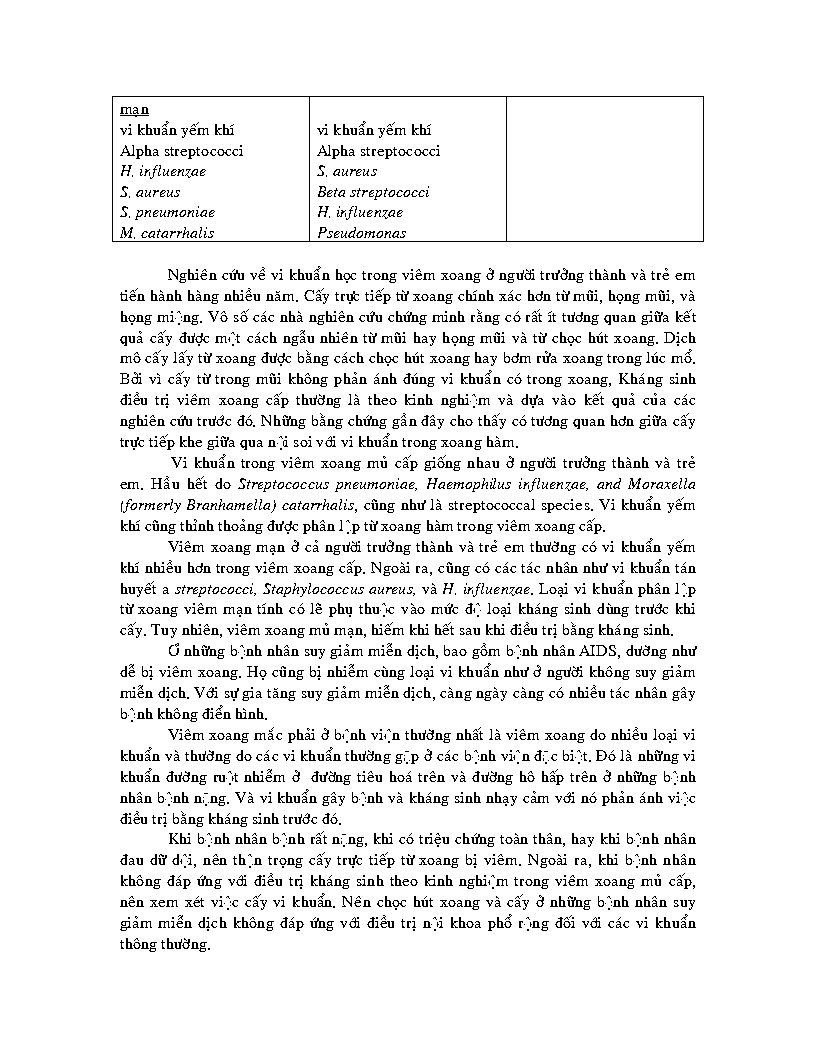 mạn
vi khuẩn yếm khí
Alpha streptococci
H. influenzae
S. aureus
S. pneumoniae
M. catarrhalis
vi khuẩn yếm khí
Alpha streptococci
S. aureus
Beta streptococci
H. influenzae
Pseudomonas
Nghiên cứu về vi khuẩn học trong viêm xoang ở người trưởng thành và trẻ em
tiến hành hàng nhiều năm. Cấy trực tiếp từ xoang chính xác hơn từ mũi, họng mũi, và
họng miệng. Vô số các nhà nghiên cứu chứng minh rằng có rất ít tương quan giữa kết
quả cấy được một cách ngẫu nhiên từ mũi hay họng mũi và từ chọc hút xoang. Dịch
mô cấy lấy từ xoang được bằng cách chọc hút xoang hay bơm rửa xoang trong lúc mổ.
Bởi vì cấy từ trong mũi không phản ánh đúng vi khuẩn có trong xoang, Kháng sinh
điều trị viêm xoang cấp thường là theo kinh nghiệm và dựa vào kết quả của các
nghiên cứu trước đó. Những bằng chứng gần đây cho thấy có tương quan hơn giữa cấy
trực tiếp khe giữa qua nội soi với vi khuẩn trong xoang hàm.
Vi khuẩn trong viêm xoang mủ cấp giống nhau ở người trưởng thành và trẻ
em. Hầu hết do Streptococcus pneumoniae, Haemophilus influenzae, and Moraxella
(formerly Branhamella) catarrhalis, cũng như là streptococcal species. Vi khuẩn yếm
khí cũng thỉnh thoảng được phân lập từ xoang hàm trong viêm xoang cấp.
Viêm xoang mạn ở cả người trưởng thành và trẻ em thường có vi khuẩn yếm
khí nhiều hơn trong viêm xoang cấp. Ngoài ra, cũng có các tác nhân như vi khuẩn tán
huyết a streptococci, Staphylococcus aureus, và H. influenzae. Loại vi khuẩn phân lập
từ xoang viêm mạn tính có lẽ phụ thuộc vào mức độ loại kháng sinh dùng trước khi
cấy. Tuy nhiên, viêm xoang mủ mạn, hiếm khi hết sau khi điều trị bằng kháng sinh.
Ơ những bệnh nhân suy giảm miễn dịch, bao gồm bệnh nhân AIDS, dường như
dễ bị viêm xoang. Họ cũng bị nhiễm cùng loại vi khuẩn như ở người không suy giảm
miễn dịch. Với sự gia tăng suy giảm miễn dịch, càng ngày càng có nhiều tác nhân gây
bệnh không điển hình.
Viêm xoang mắc phải ở bệnh viện thường nhất là viêm xoang do nhiều loại vi
khuẩn và thường do các vi khuẩn thường gặp ở các bệnh viện đặc biệt. Đó là những vi
khuẩn đường ruột nhiễm ở đường tiêu hoá trên và đường hô hấp trên ở những bệnh
nhân bệnh nặng. Và vi khuẩn gây bệnh và kháng sinh nhạy cảm với nó phản ánh việc
điều trị bằng kháng sinh trước đó.
Khi bệnh nhân bệnh rất nặng, khi có triệu chứng toàn thân, hay khi bệnh nhân
đau dữ dội, nên thận trọng cấy trực tiếp từ xoang bị viêm. Ngoài ra, khi bệnh nhân
không đáp ứng với điều trị kháng sinh theo kinh nghiệm trong viêm xoang mủ cấp,
nên xem xét việc cấy vi khuẩn. Nên chọc hút xoang và cấy ở những bệnh nhân suy
giảm miễn dịch không đáp ứng với điều trị nội khoa phổ rộng đối với các vi khuẩn
thông thường.